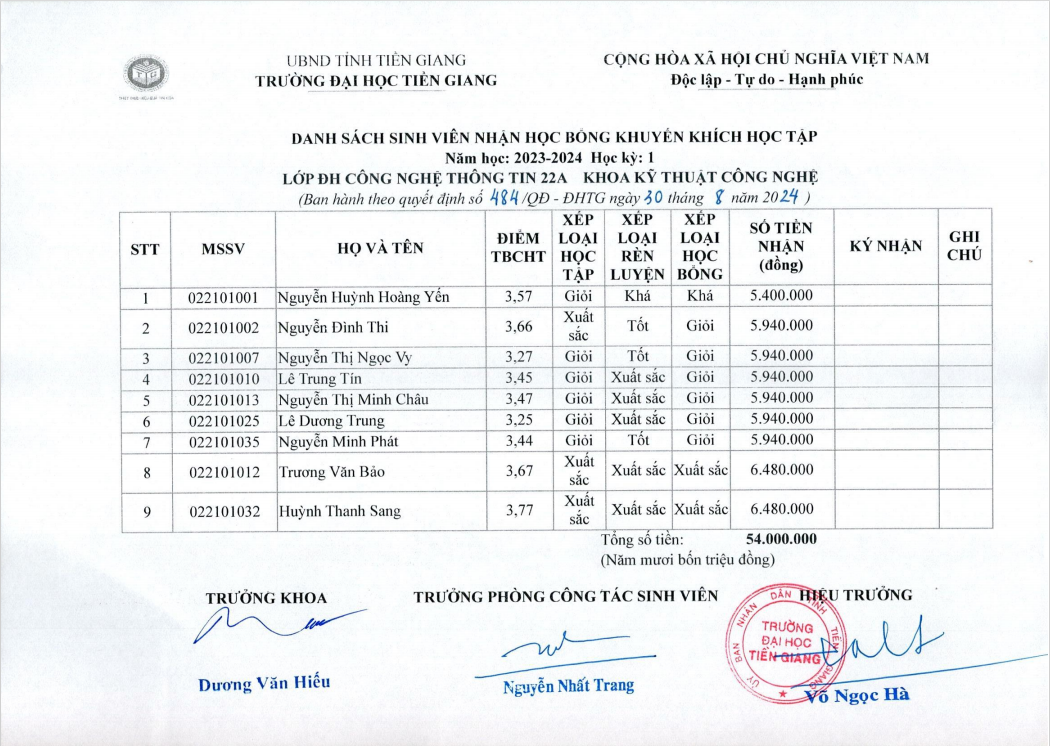 UBND TỈNH TIỀN GIANG
TRƯỜNG ĐẠI HỌC TIỀN GIANG
CỘNG HÒA XÃ HỘI CHỦ NGHĨA VIỆT NAM
Độc lập - Tự do - Hạnh phúc
DANH SÁCH SINH VIÊN NHẬN HỌC BỔNG KHUYẾN KHÍCH HỌC TẬP
Năm học: 2023-2024 Học kỳ: 1
LỚP ĐH CÔNG NGHỆ THÔNG TIN 22A KHOA KỸ THUẬT CÔNG NGHỆ
(Ban hành theo quyết định số 484/QĐ - ĐHTG ngày 30 tháng 8 năm 2024 )
STT MSSV HỌ VÀ TÊN ĐIỂM TBCHT XẾP LOẠI HỌC TẬP XẾP LOẠI RÈN LUYỆN XẾP LOẠI HỌC BỔNG SỐ TIỀN NHẬN (đồng) KÝ NHẬN GHI CHÚ
1 022101001 Nguyễn Huỳnh Hoàng Yến 3,57 Giỏi Khá Khá 5.400.000
2 022101002 Nguyễn Đình Thi 3,66 Xuất sắc Tốt Giỏi 5.940.000
3 022101007 Nguyễn Thị Ngọc Vy 3,27 Giỏi Tốt Giỏi 5.940.000
4 022101010 Lê Trung Tín 3,45 Giỏi Xuất sắc Giỏi 5.940.000
5 022101013 Nguyễn Thị Minh Châu 3,47 Giỏi Xuất sắc Giỏi 5.940.000
6 022101025 Lê Dương Trung 3,25 Giỏi Xuất sắc Giỏi 5.940.000
7 022101035 Nguyễn Minh Phát 3,44 Giỏi Tốt Giỏi 5.940.000
8 022101012 Trương Văn Bảo 3,67 Xuất sắc Xuất sắc Xuất sắc 6.480.000
9 022101032 Huỳnh Thanh Sang 3,77 Xuất sắc Xuất sắc Xuất sắc 6.480.000
Tổng số tiền: 54.000.000
(Năm mươi bốn triệu đồng)
TRƯỞNG KHOA
TRƯỞNG PHÒNG CÔNG TÁC SINH VIÊN
HIỆU TRƯỞNG
ỦY BAN NHÂN DÂN TỈNH TIỀN GIANG
TRƯỜNG
ĐẠI HỌC
TIỀN GIANG
Dương Văn Hiếu
Nguyễn Nhất Trang
Võ Ngọc Hà